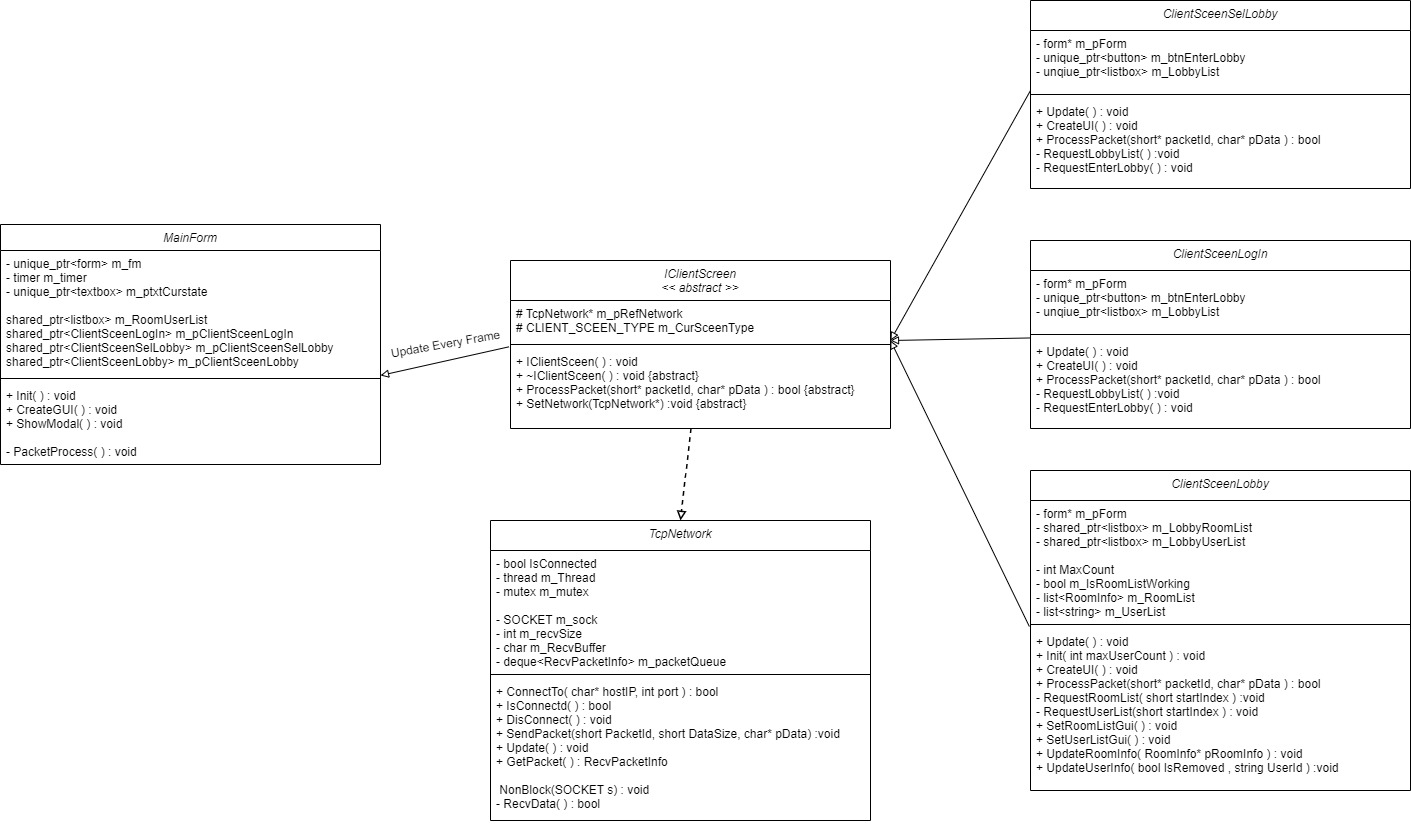 MainForm
- unique_ptr<form> m_fm
- timer m_timer
- unique_ptr<textbox> m_ptxtCurstate
shared_ptr<listbox> m_RoomUserList
shared_ptr<ClientSceenLogIn> m_pClientSceenLogIn
shared_ptr<ClientSceenSelLobby> m_pClientSceenSelLobby
shared_ptr<ClientSceenLobby> m_pClientSceenLobby
+ Init( ) : void
+ CreateGUI( ) : void
+ ShowModal( ) : void
- PacketProcess( ) : void
Update Every Frame
IClientScreen
<< abstract >>
# TcpNetwork* m_pRefNetwork
# CLIENT_SCEEN_TYPE m_CurSceenType
+ IClientSceen( ) : void
+ ~IClientSceen( ) : void {abstract}
+ ProcessPacket(short* packetId, char* pData ) : bool {abstract}
+ SetNetwork(TcpNetwork*) :void {abstract}
TcpNetwork
- bool IsConnected
- thread m_Thread
- mutex m_mutex
- SOCKET m_sock
- int m_recvSize
- char m_RecvBuffer
- deque<RecvPacketInfo> m_packetQueue
+ ConnectTo( char* hostIP, int port ) : bool
+ IsConnectd( ) : bool
+ DisConnect( ) : void
+ SendPacket(short PacketId, short DataSize, char* pData) :void
+ Update( ) : void
+ GetPacket( ) : RecvPacketInfo
NonBlock(SOCKET s) : void
- RecvData( ) : bool
ClientSceenSelLobby
- form* m_pForm
- unique_ptr<button> m_btnEnterLobby
- unqiue_ptr<listbox> m_LobbyList
+ Update( ) : void
+ CreateUI( ) : void
+ ProcessPacket(short* packetId, char* pData ) : bool
- RequestLobbyList( ) :void
- RequestEnterLobby( ) : void
ClientSceenLogIn
- form* m_pForm
- unique_ptr<button> m_btnEnterLobby
- unqiue_ptr<listbox> m_LobbyList
+ Update( ) : void
+ CreateUI( ) : void
+ ProcessPacket(short* packetId, char* pData ) : bool
- RequestLobbyList( ) :void
- RequestEnterLobby( ) : void
ClientSceenLobby
- form* m_pForm
- shared_ptr<listbox> m_LobbyRoomList
- shared_ptr<listbox> m_LobbyUserList
- int MaxCount
- bool m_IsRoomListWorking
- list<RoomInfo> m_RoomList
- list<string> m_UserList
+ Update( ) : void
+ Init( int maxUserCount ) : void
+ CreateUI( ) : void
+ ProcessPacket(short* packetId, char* pData ) : bool
- RequestRoomList( short startIndex ) :void
- RequestUserList(short startIndex ) : void
+ SetRoomListGui( ) : void
+ SetUserListGui( ) : void
+ UpdateRoomInfo( RoomInfo* pRoomInfo ) : void
+ UpdateUserInfo( bool IsRemoved , string UserId ) :void